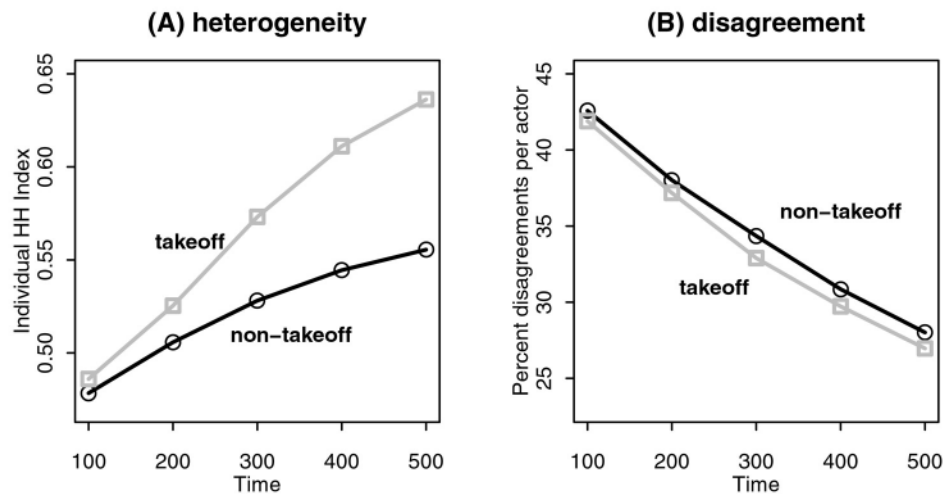 (A) heterogeneity
Individual HH Index
0.65
0.60
0.55
0.50
takeoff
non−takeoff
100 200 300 400 500
Time
(B) disagreement
Percent disagreements per actor
45
40
35
30
25
non−takeoff
takeoff
100 200 300 400 500
Time